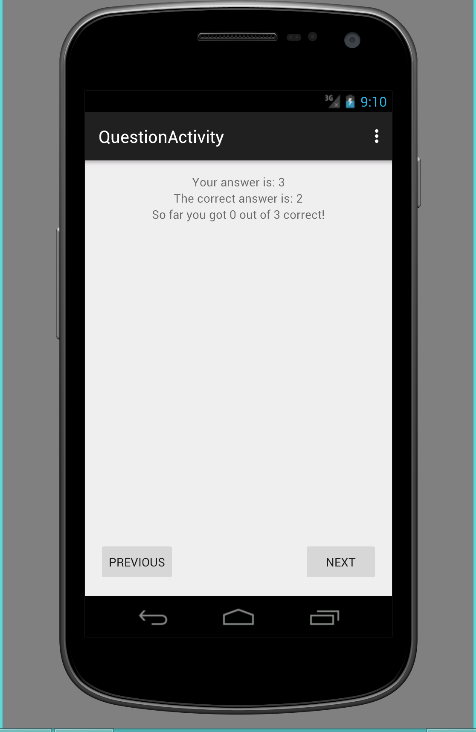 3G 9:10
QuestionActivity
Your answer is: 3
The correct answer is: 2
So far you got 0 out of 3 correct!
PREVIOUS NEXT